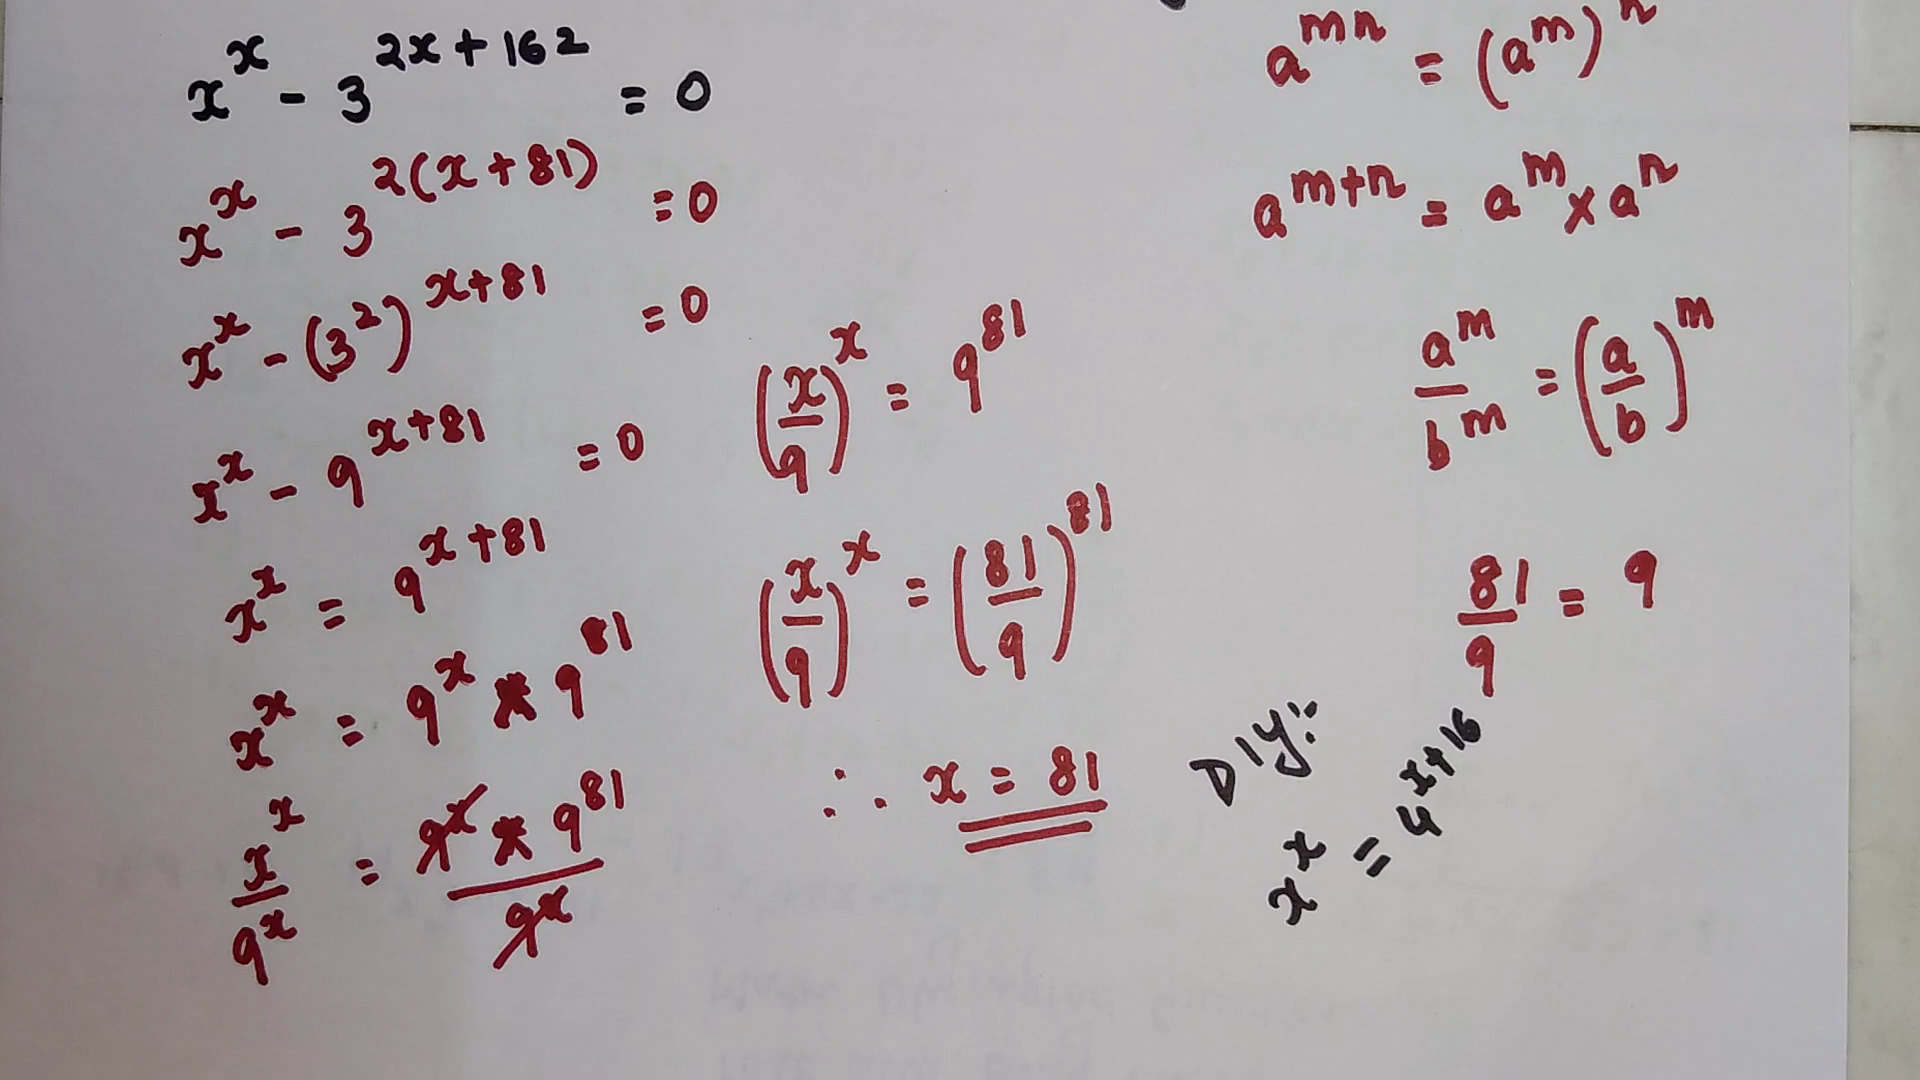 x^x - 3^{2x+162} = 0
x^x - 3^{2(x+81)} = 0
x^x - (3^2)^{x+81} = 0
x^x - 9^{x+81} = 0
x^x = 9^{x+81}
x^x = 9^x * 9^{81}
x^x / 9^x = 9^x * 9^{81} / 9^x
(x/9)^x = 9^{81}
(x/9)^x = (81/9)^{81}
∴ x = 81
a^{mn} = (a^m)^n
a^{m+n} = a^m × a^n
a^m / b^m = (a/b)^m
81/9 = 9
DIY:
x^x = 4^{x+16}